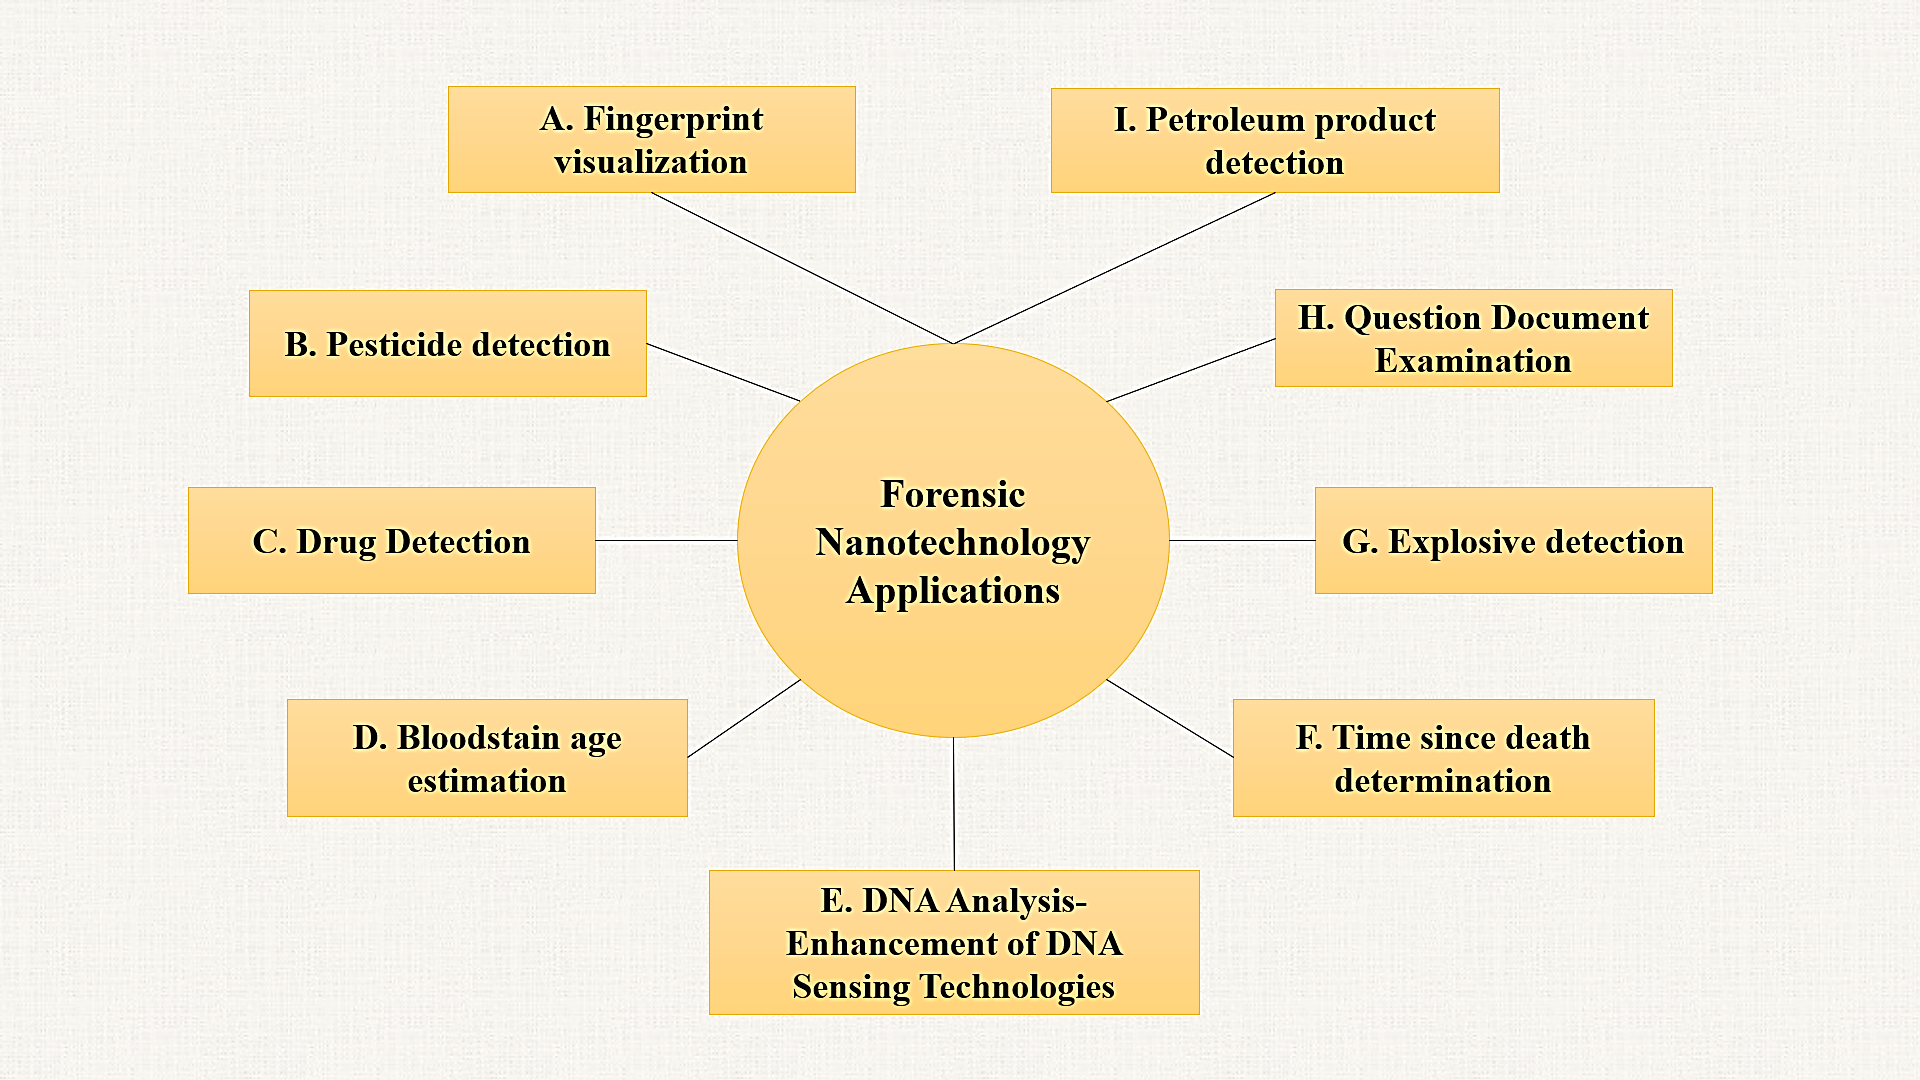 A. Fingerprint
visualization
I. Petroleum product
detection
B. Pesticide detection
H. Question Document
Examination
Forensic
Nanotechnology
Applications
C. Drug Detection
G. Explosive detection
D. Bloodstain age
estimation
F. Time since death
determination
E. DNA Analysis-
Enhancement of DNA
Sensing Technologies